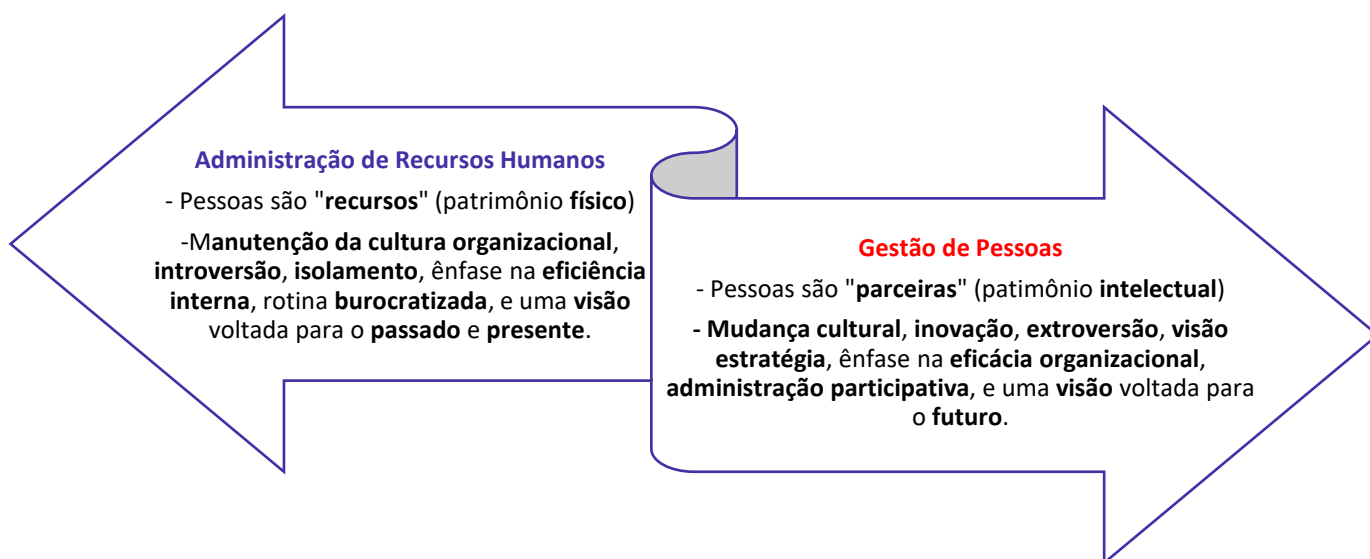 Administração de Recursos Humanos
- Pessoas são "recursos" (patrimônio físico)
-Manutenção da cultura organizacional,
introversão, isolamento, ênfase na eficiência
interna, rotina burocratizada, e uma visão
voltada para o passado e presente.
Gestão de Pessoas
- Pessoas são "parceiras" (patimônio intelectual)
- Mudança cultural, inovação, extroversão, visão
estratégia, ênfase na eficácia organizacional,
administração participativa, e uma visão voltada para
o futuro.